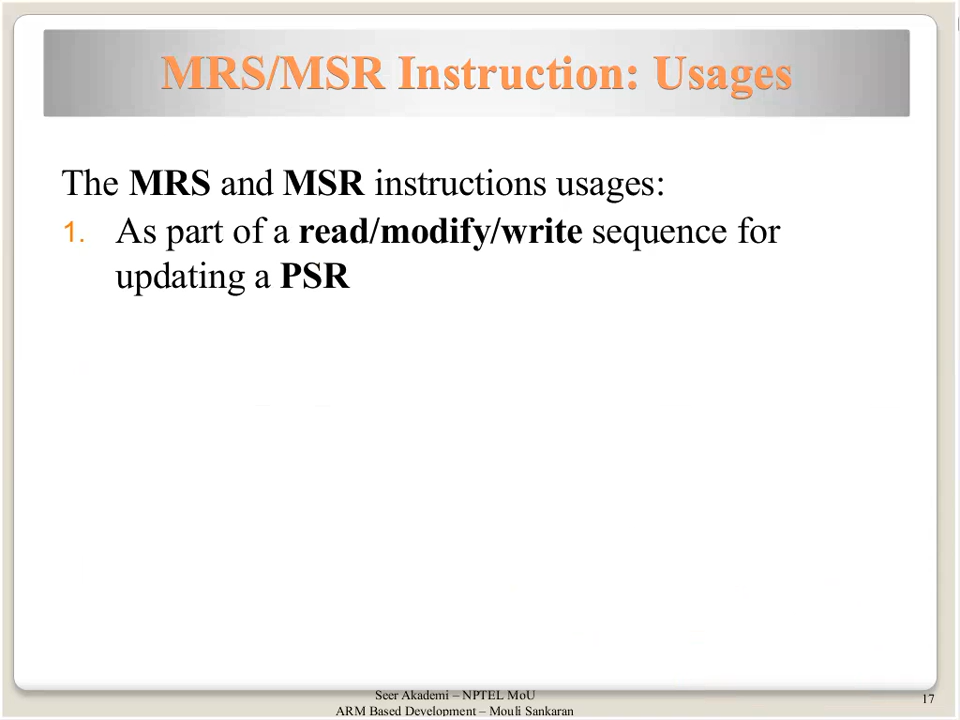 MRS/MSR Instruction: Usages
The MRS and MSR instructions usages:
1. As part of a read/modify/write sequence for
updating a PSR
Seer Akademi – NPTEL MoU
ARM Based Development – Mouli Sankaran
17